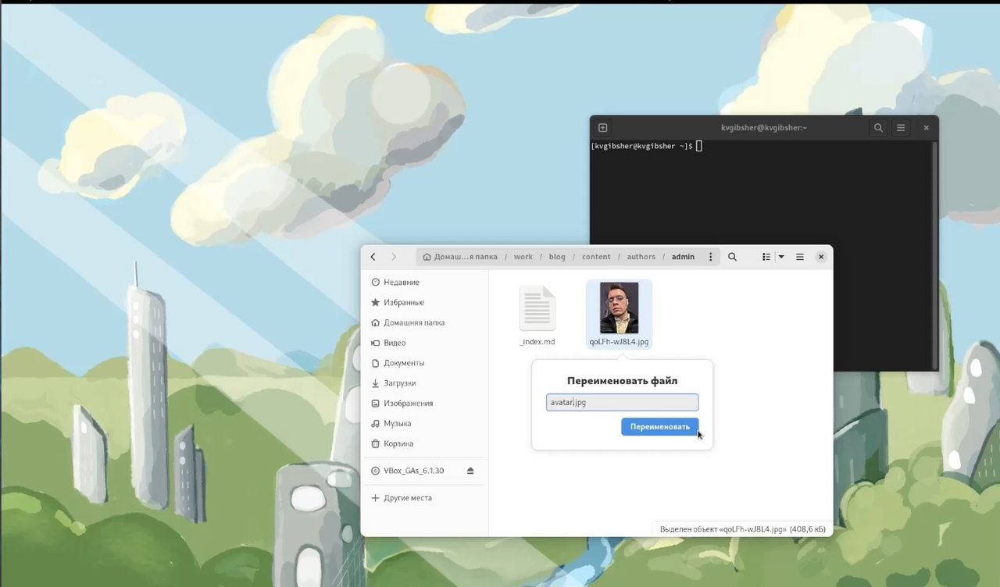 kvgibsher@kvgibsher:~
[kvgibsher@kvgibsher ~]$
Домаш...я папка / work / blog / content / authors / admin
Недавние
Избранные
Домашняя папка
Видео
Документы
Загрузки
Изображения
Музыка
Корзина
VBox_GAs_6.1.30
Другие места
_index.md
qoLFh-wJ8L4.jpg
Переименовать файл
avatar.jpg
Переименовать
Выделен объект «qoLFh-wJ8L4.jpg» (408,6 кБ)